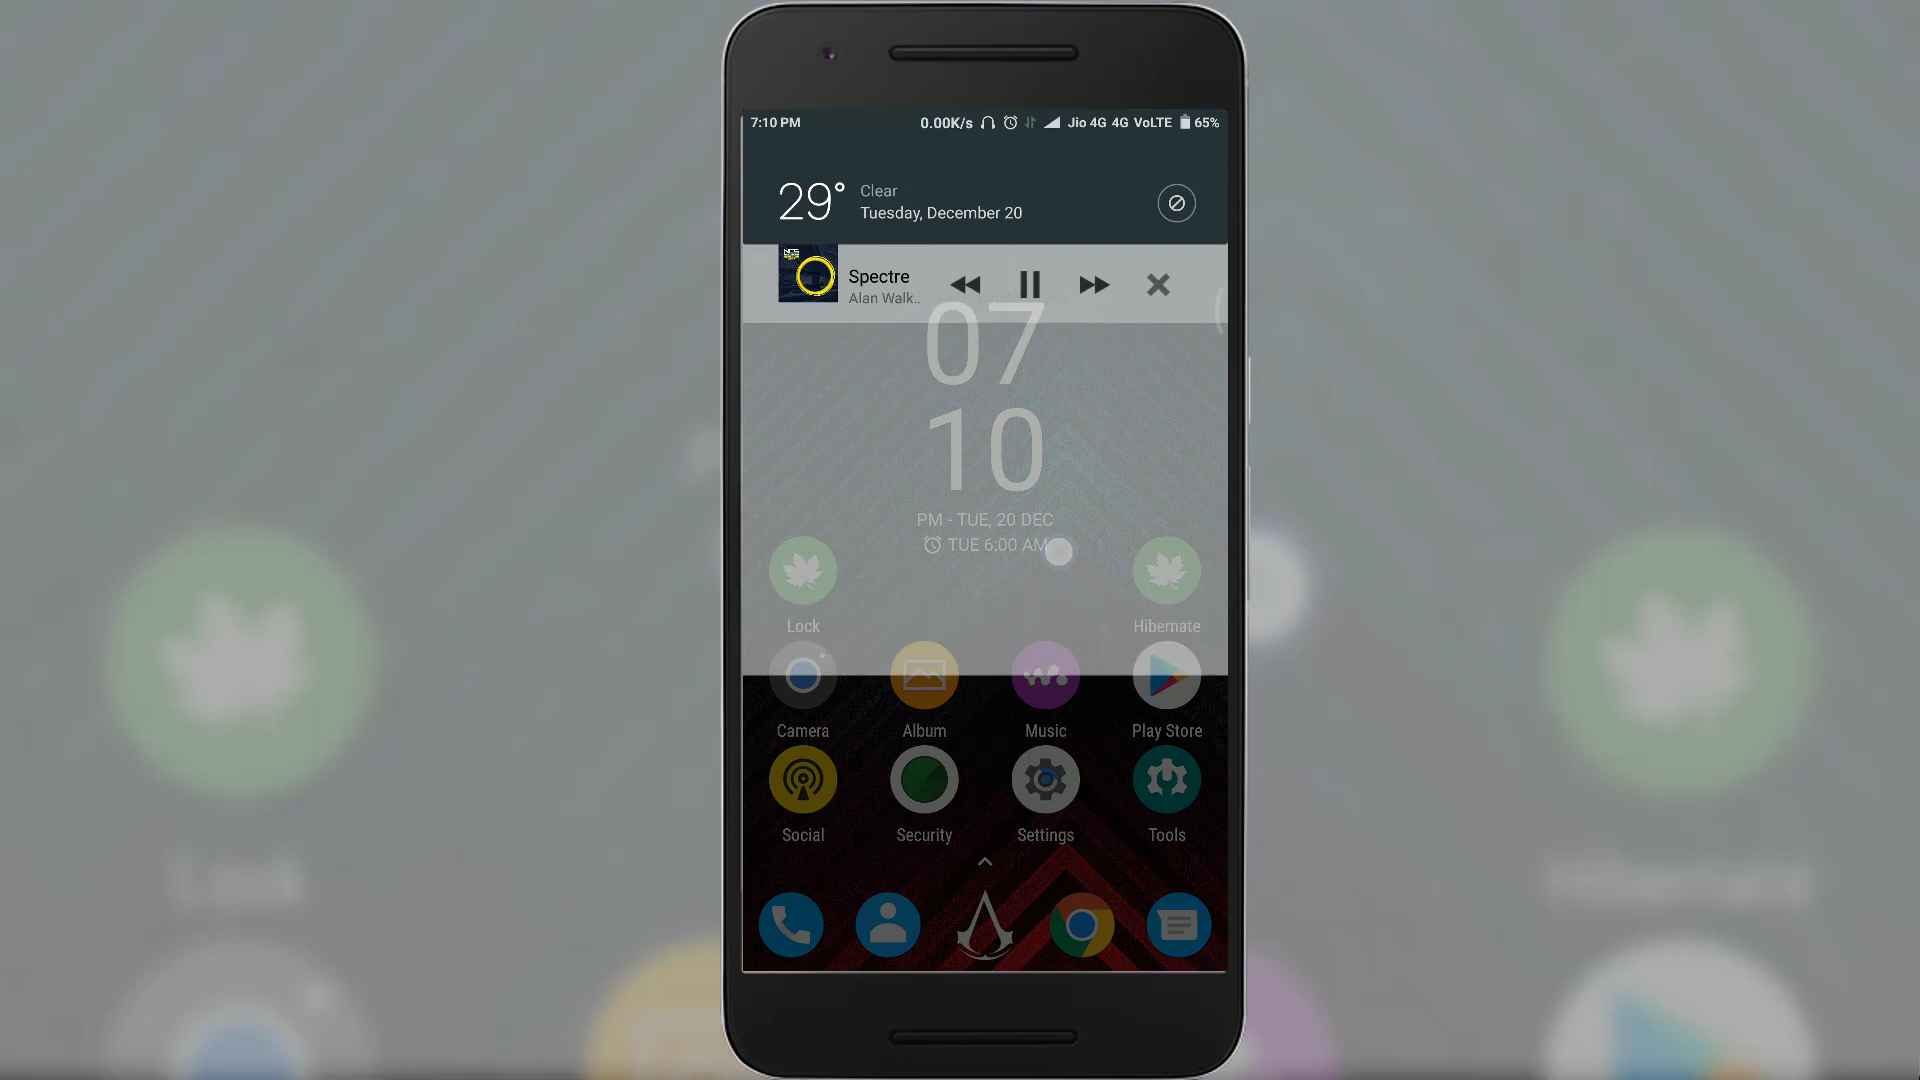 7:10 PM 0.00K/s Jio 4G 4G VoLTE 65%
29° Clear
Tuesday, December 20
Spectre
Alan Walk..
07
10
PM - TUE, 20 DEC
TUE 6:00 AM
Lock Hibernate
Camera Album Music Play Store
Social Security Settings Tools
Lock Hibernate